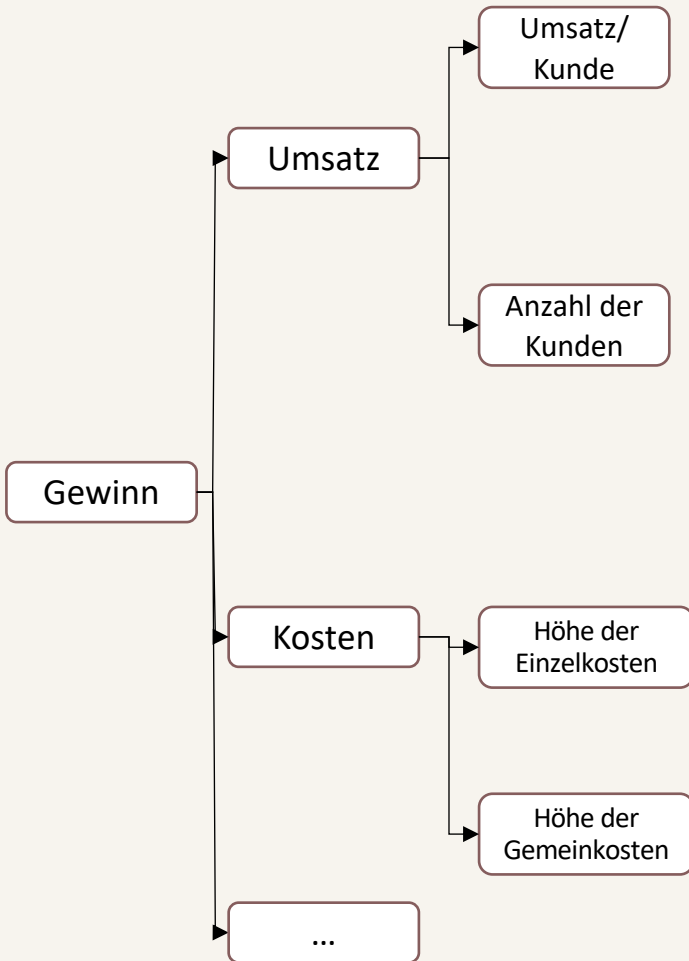 Umsatz/
Kunde
Umsatz
Anzahl der
Kunden
Gewinn
Kosten
Höhe der
Einzelkosten
Höhe der
Gemeinkosten
...